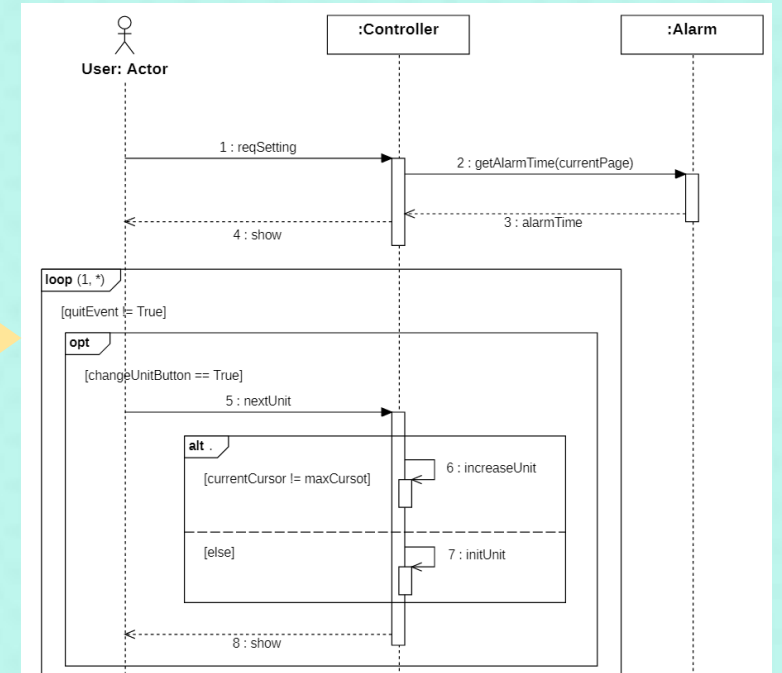 :Controller
:Alarm
User: Actor
1 : reqSetting
2 : getAlarmTime(currentPage)
3 : alarmTime
4 : show
loop (1, *)
[quitEvent != True]
opt
[changeUnitButton == True]
5 : nextUnit
alt .
[currentCursor != maxCursot]
6 : increaseUnit
[else]
7 : initUnit
8 : show